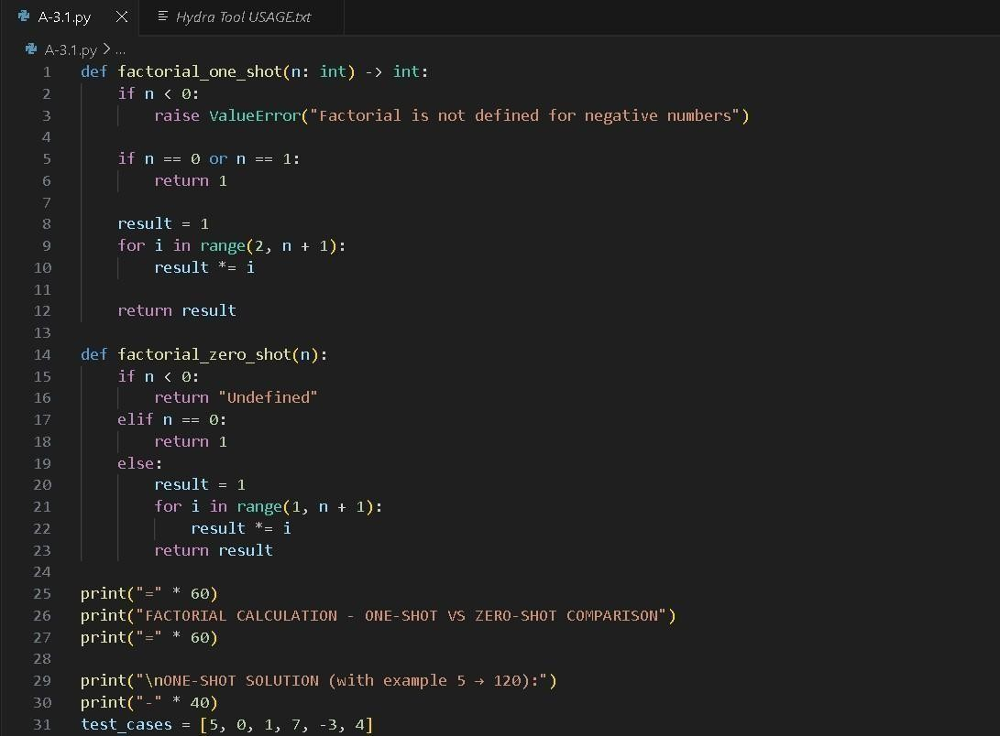 A-3.1.py
Hydra Tool USAGE.txt
A-3.1.py > ...
1 def factorial_one_shot(n: int) -> int:
2     if n < 0:
3         raise ValueError("Factorial is not defined for negative numbers")
4
5     if n == 0 or n == 1:
6         return 1
7
8     result = 1
9     for i in range(2, n + 1):
10         result *= i
11
12     return result
13
14 def factorial_zero_shot(n):
15     if n < 0:
16         return "Undefined"
17     elif n == 0:
18         return 1
19     else:
20         result = 1
21         for i in range(1, n + 1):
22             result *= i
23         return result
24
25 print("=" * 60)
26 print("FACTORIAL CALCULATION - ONE-SHOT VS ZERO-SHOT COMPARISON")
27 print("=" * 60)
28
29 print("\nONE-SHOT SOLUTION (with example 5 → 120):")
30 print("-" * 40)
31 test_cases = [5, 0, 1, 7, -3, 4]